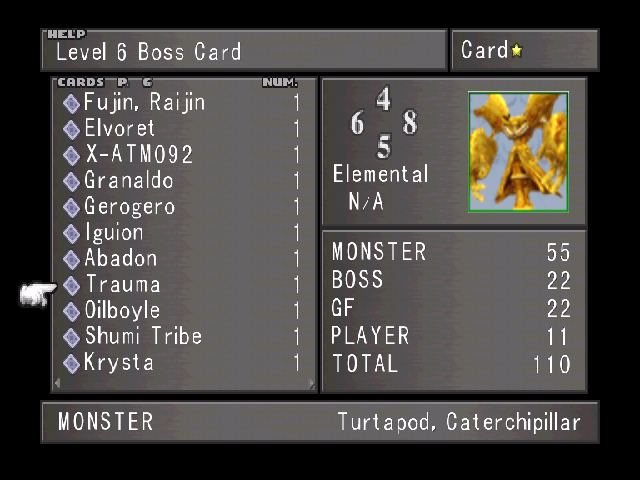 HELP
Level 6 Boss Card
Card★
CARDS P. 6 NUM.
Fujin, Raijin 1
Elvoret 1
X-ATM092 1
Granaldo 1
Gerogero 1
Iguion 1
Abadon 1
Trauma 1
Oilboyle 1
Shumi Tribe 1
Krysta 1
4
6 8
5
Elemental
N/A
MONSTER 55
BOSS 22
GF 22
PLAYER 11
TOTAL 110
MONSTER Turtapod, Caterchipillar